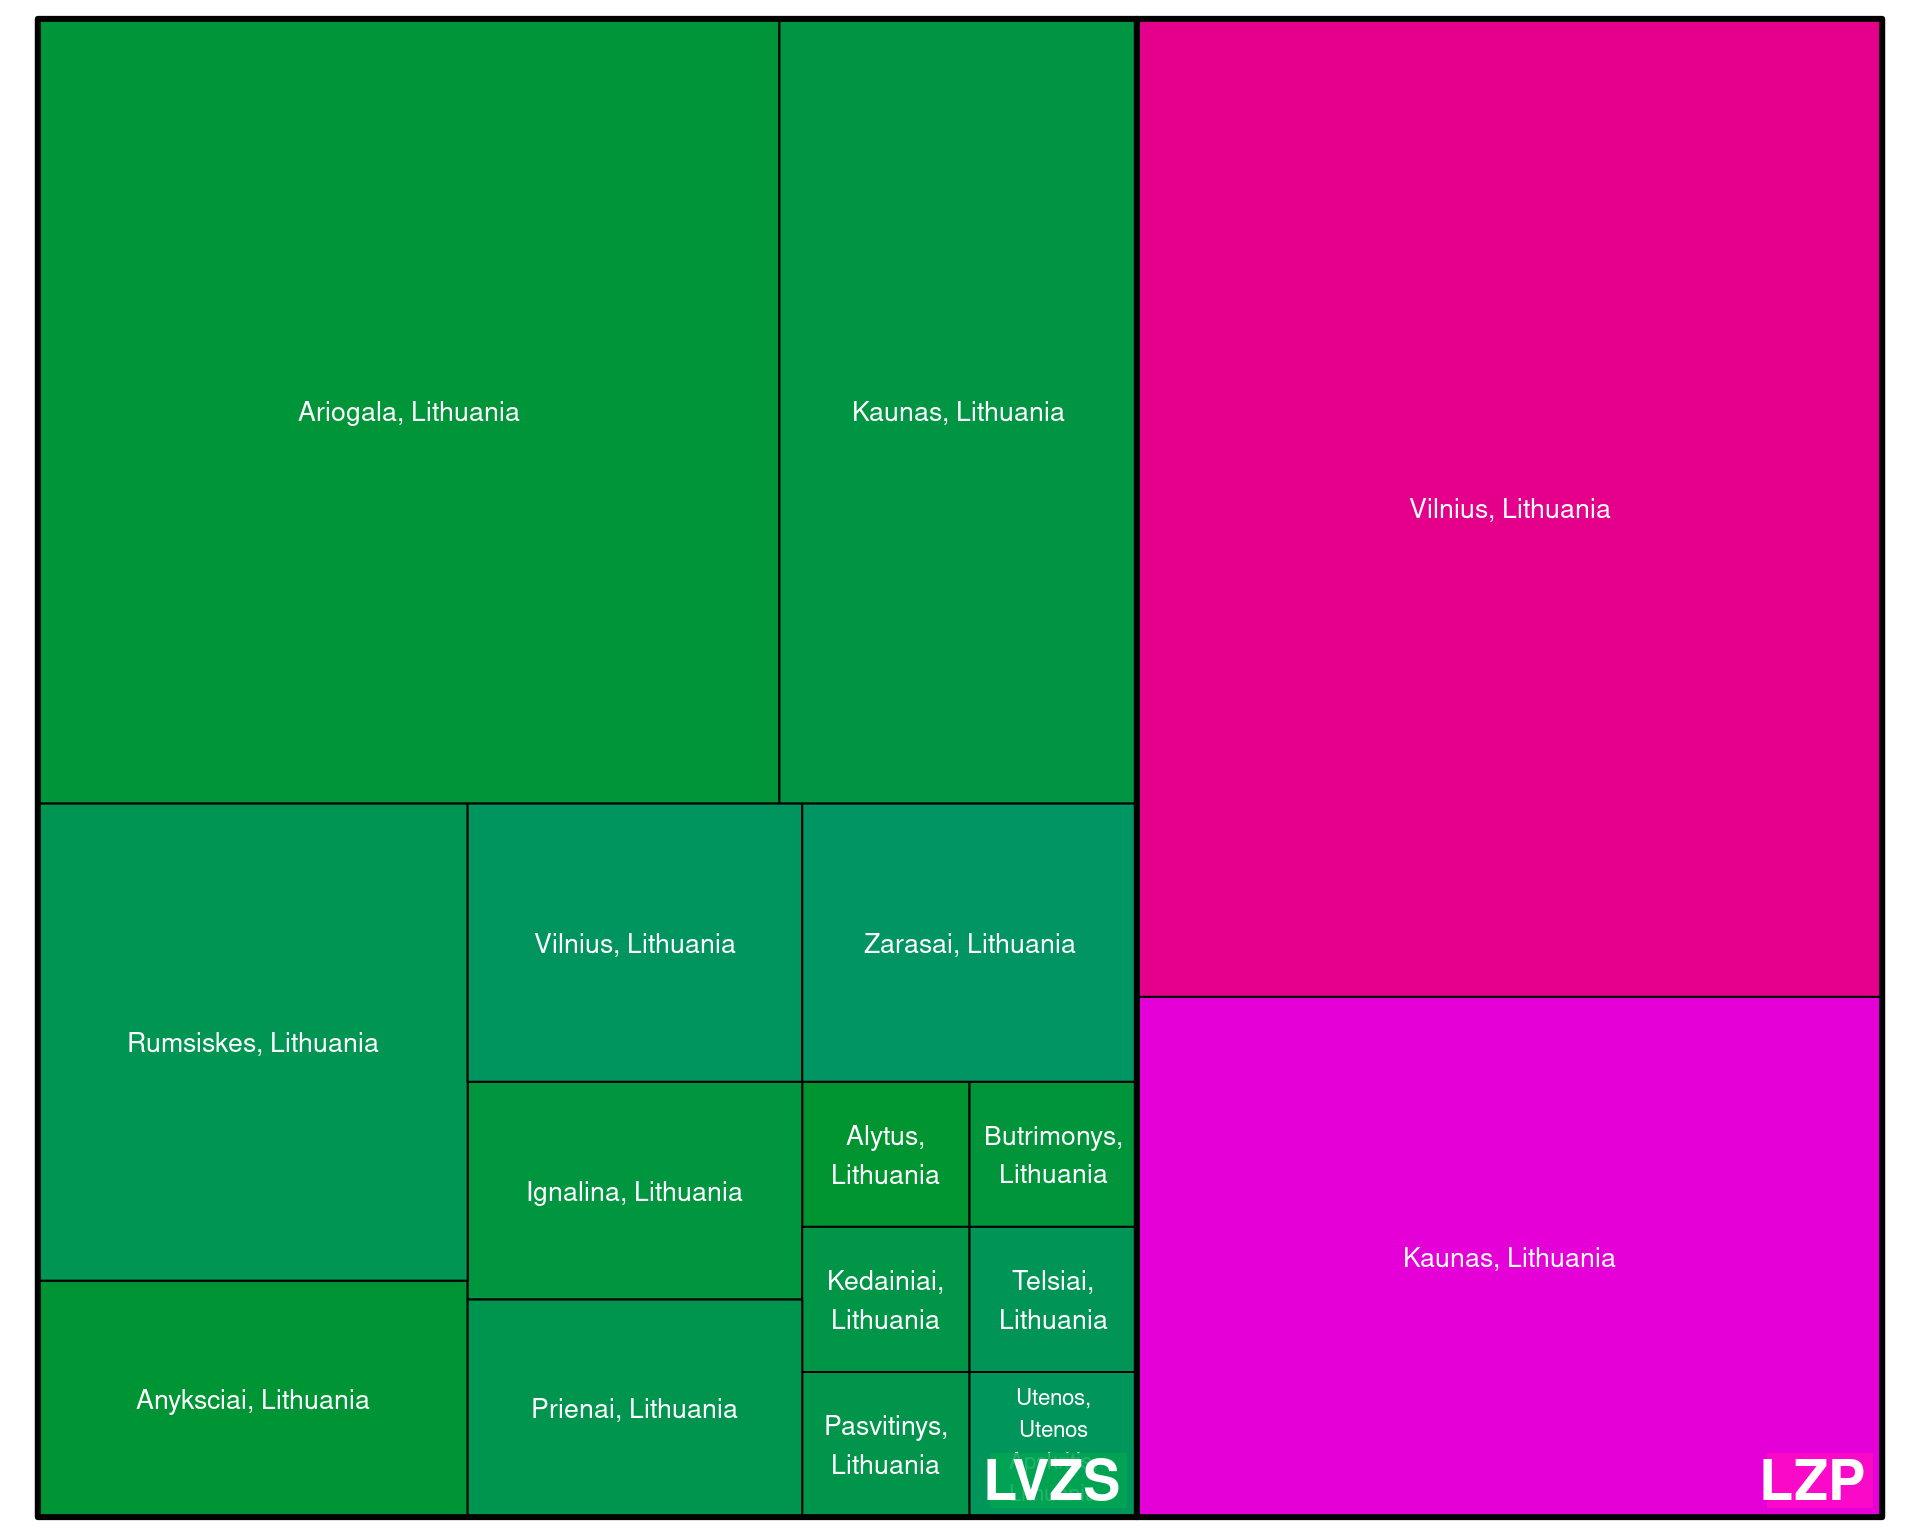 Ariogala, Lithuania
Kaunas, Lithuania
Vilnius, Lithuania
Rumsiskes, Lithuania
Vilnius, Lithuania
Zarasai, Lithuania
Ignalina, Lithuania
Alytus,
Lithuania
Butrimonys,
Lithuania
Kedainiai,
Lithuania
Telsiai,
Lithuania
Anyksciai, Lithuania
Prienai, Lithuania
Pasvitinys,
Lithuania
Utenos,
Utenos
LVZS
Kaunas, Lithuania
LZP